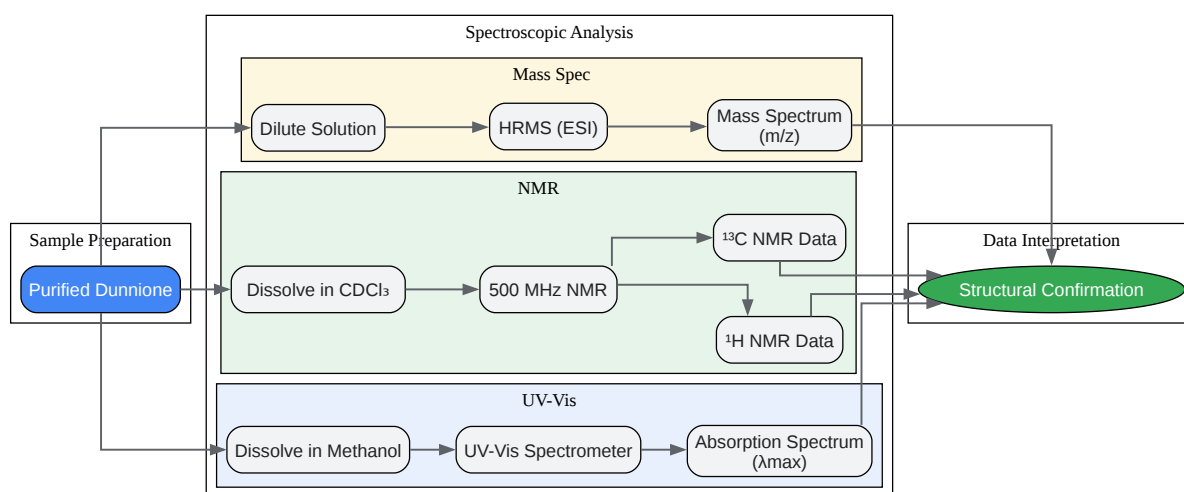 Spectroscopic Analysis
Mass Spec
Dilute Solution
HRMS (ESI)
Mass Spectrum
(m/z)
NMR
Sample Preparation
¹³C NMR Data
Data Interpretation
Purified Dunnione
Dissolve in CDCl₃
500 MHz NMR
Structural Confirmation
¹H NMR Data
UV-Vis
Dissolve in Methanol
UV-Vis Spectrometer
Absorption Spectrum
(λmax)